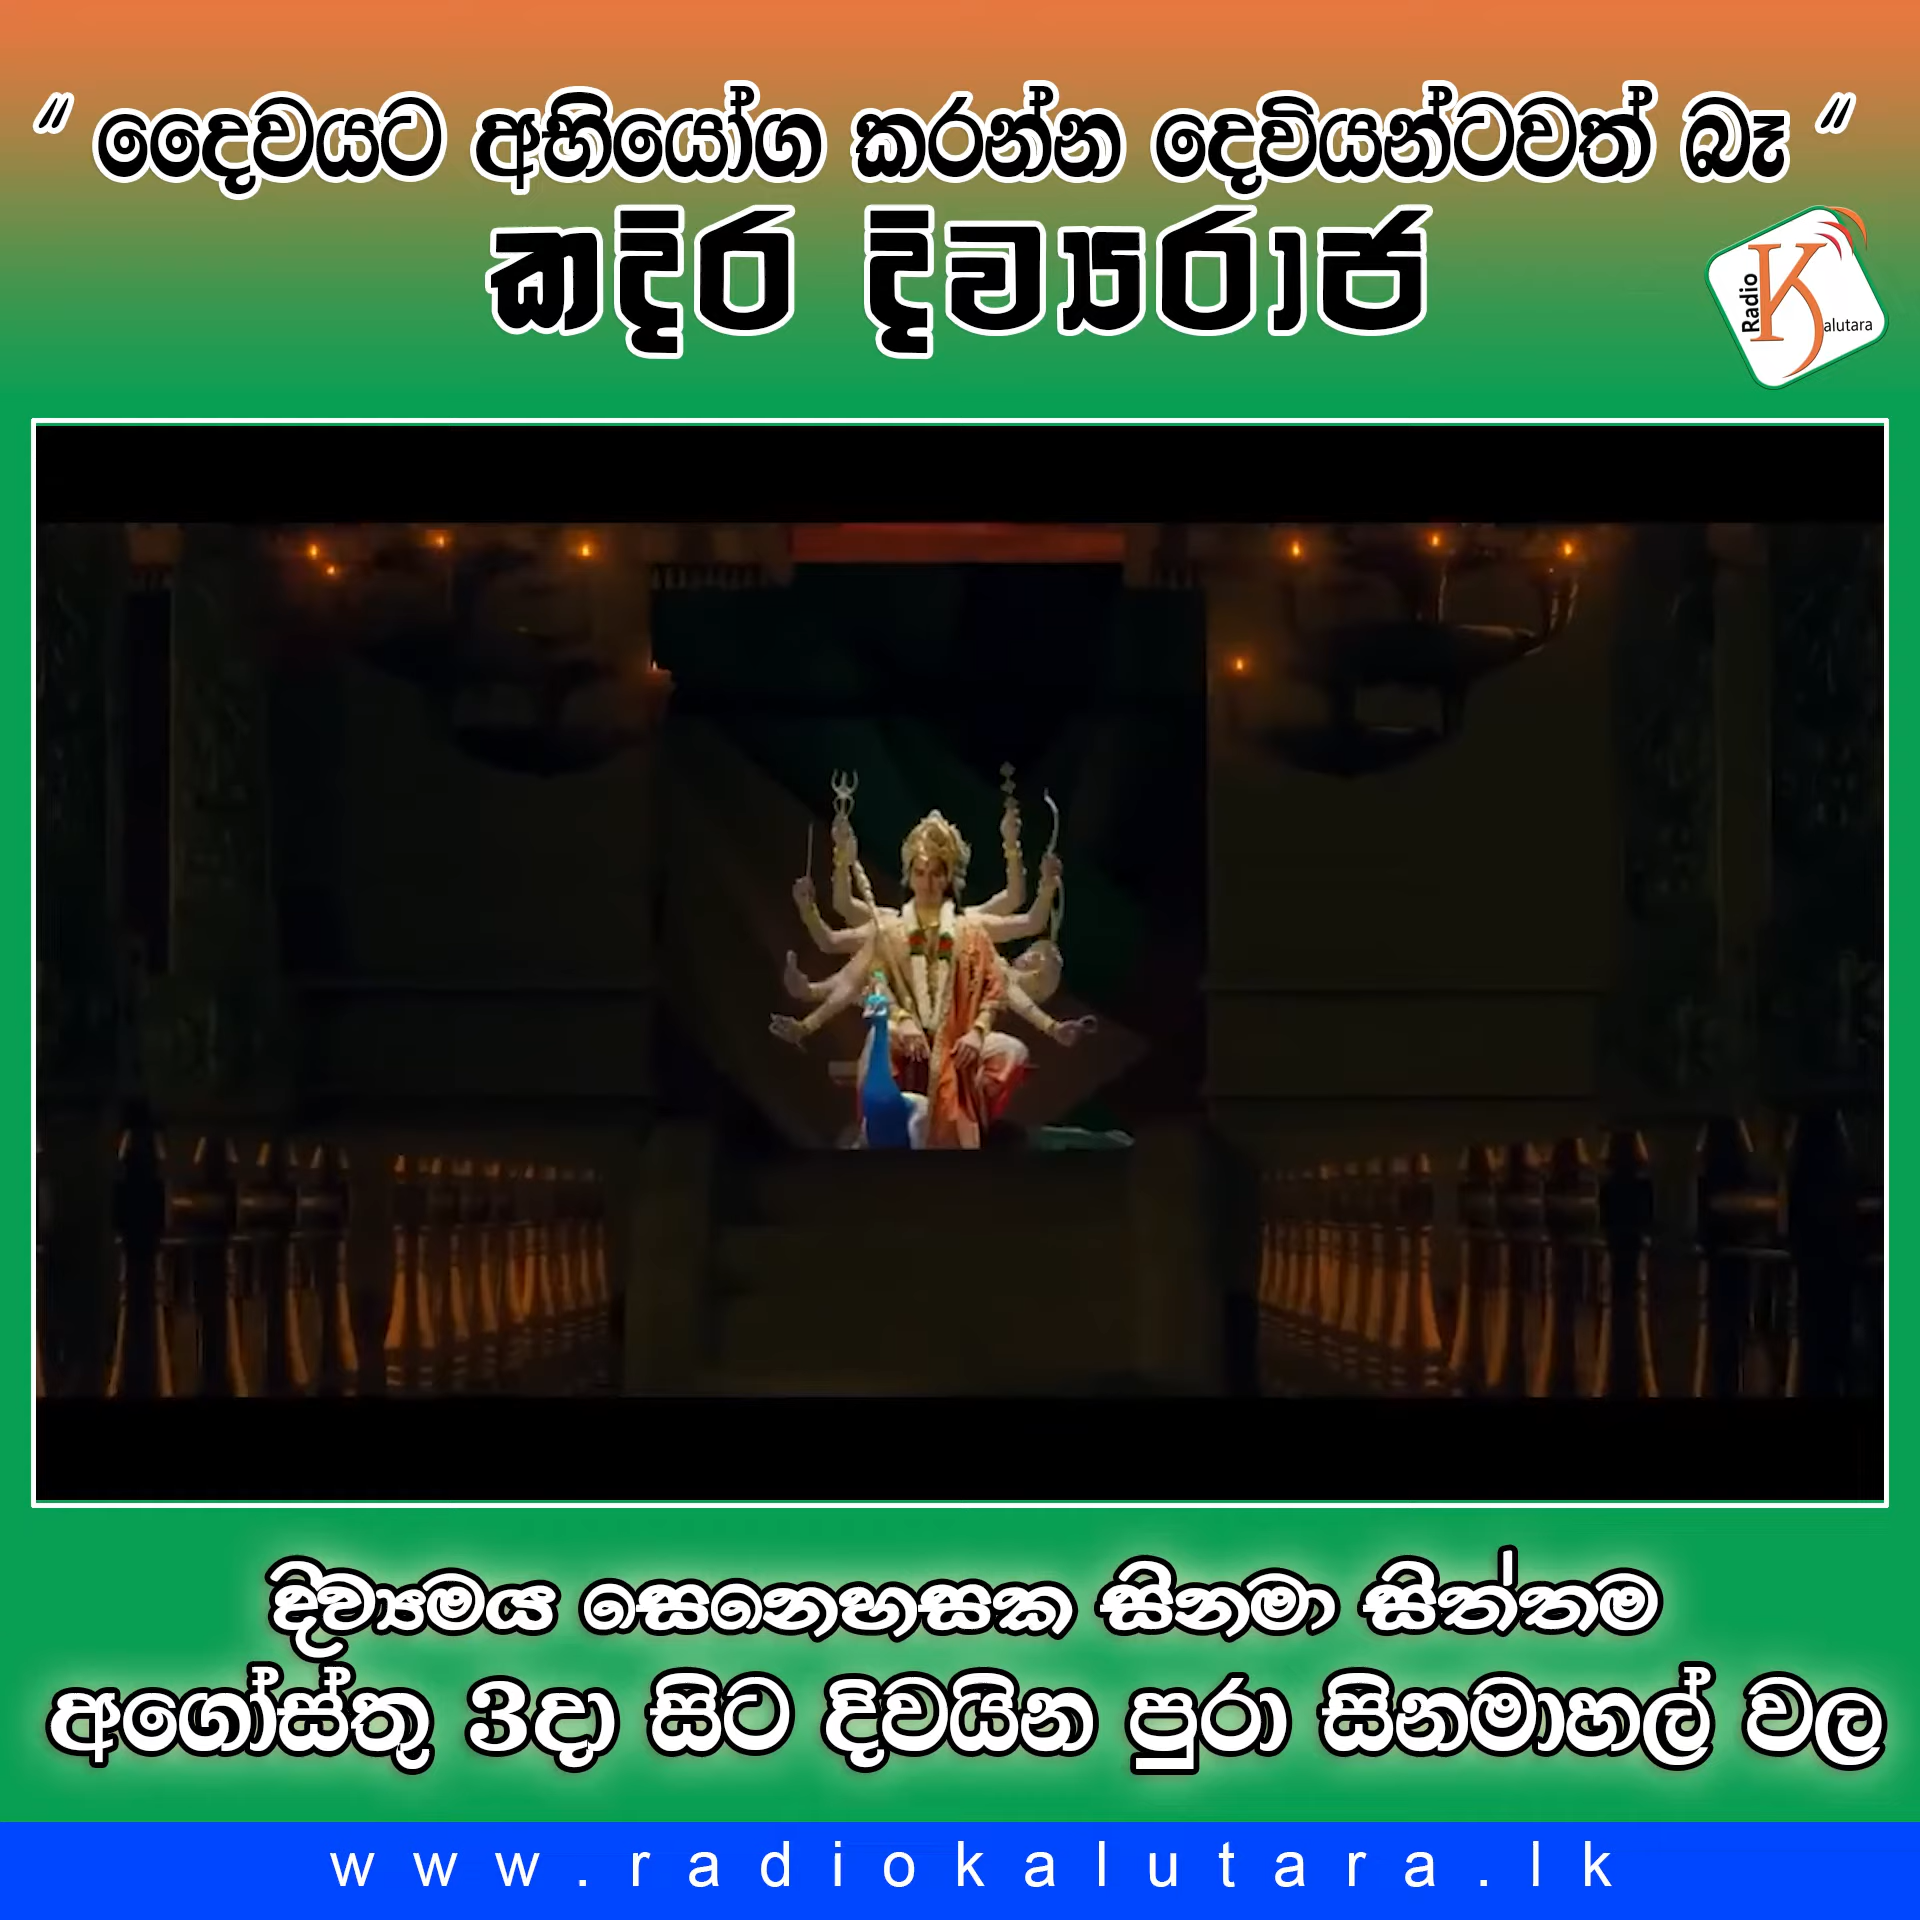 " දෛවයට අභියෝග කරන්න දෙවියන්ටවත් බෑ "
කදිර දිව්‍යරාජ
Radio Kalutara
දිව්‍යමය සෙනෙහසක සිනමා සිත්තම
අගෝස්තු 3දා සිට දිවයින පුරා සිනමාහල් වල
www.radiokalutara.lk